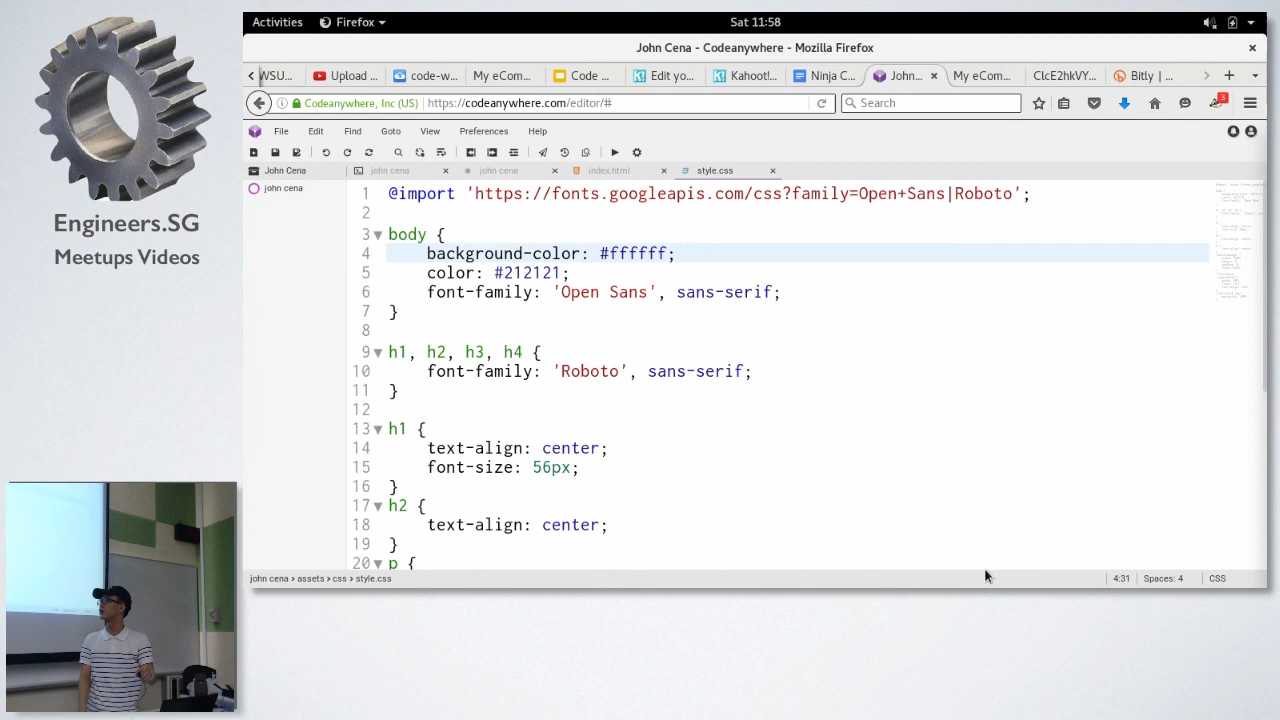 Activities Firefox Sat 11:58
John Cena - Codeanywhere - Mozilla Firefox
WSU... Upload ... code-w... My eCom... Code ... Edit yo... Kahoot!... Ninja C... John... My eCom... ClcE2hkVY... Bitly | ...
Codeanywhere, Inc (US) https://codeanywhere.com/editor/# Search 3
File Edit Find Goto View Preferences Help
John Cena john cena john cena index.html style.css
john cena
1 @import 'https://fonts.googleapis.com/css?family=Open+Sans|Roboto';
2
3 body {
4 background-color: #ffffff;
5 color: #212121;
6 font-family: 'Open Sans', sans-serif;
7 }
8
9 h1, h2, h3, h4 {
10 font-family: 'Roboto', sans-serif;
11 }
12
13 h1 {
14 text-align: center;
15 font-size: 56px;
16 }
17 h2 {
18 text-align: center;
19 }
20 p {
john cena › assets › css › style.css 4:31 Spaces: 4 CSS
Engineers.SG
Meetups Videos